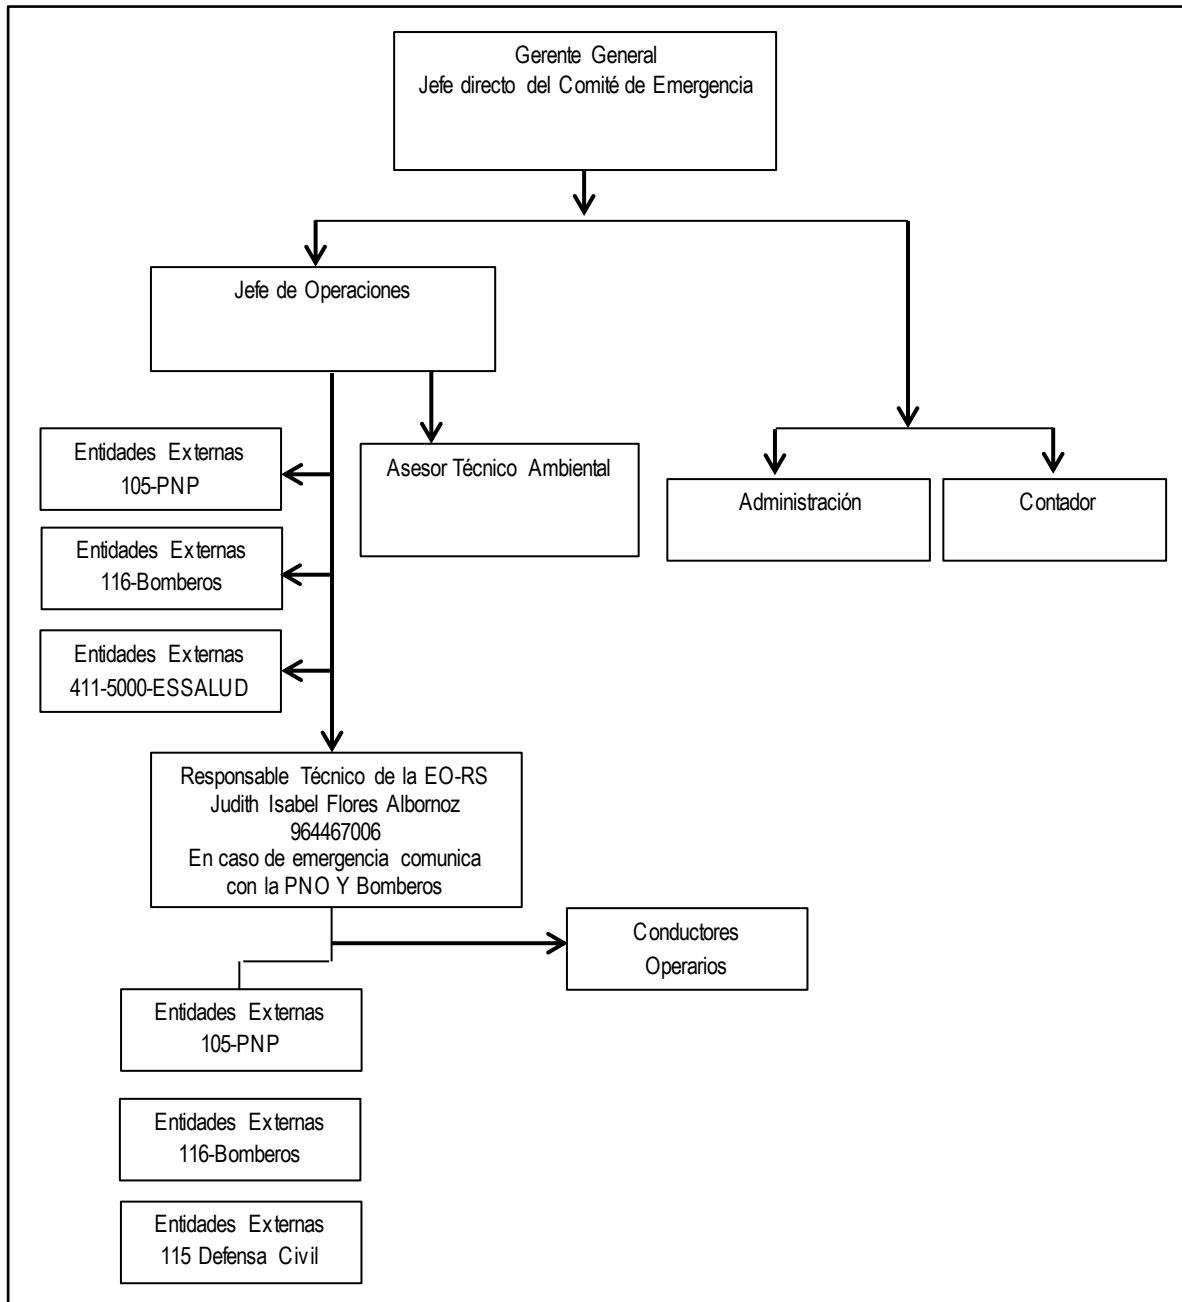 Gerente General
Jefe directo del Comité de Emergencia
Jefe de Operaciones
Entidades Externas
105-PNP
Asesor Técnico Ambiental
Administración
Contador
Entidades Externas
116-Bomberos
Entidades Externas
411-5000-ESSALUD
Responsable Técnico de la EO-RS
Judith Isabel Flores Albornoz
964467006
En caso de emergencia comunica
con la PNO Y Bomberos
Conductores
Operarios
Entidades Externas
105-PNP
Entidades Externas
116-Bomberos
Entidades Externas
115 Defensa Civil